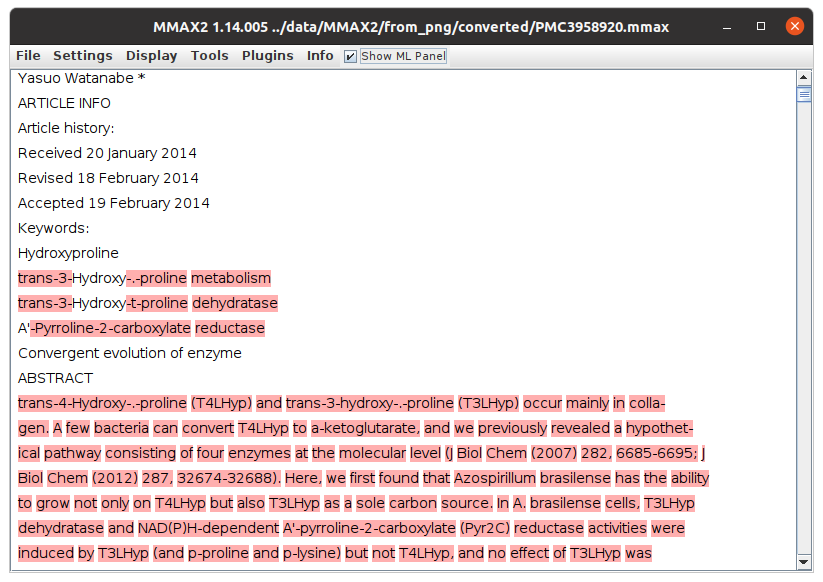 MMAX2 1.14.005 ../data/MMAX2/from_png/converted/PMC3958920.mmax
File Settings Display Tools Plugins Info Show ML Panel
Yasuo Watanabe *
ARTICLE INFO
Article history:
Received 20 January 2014
Revised 18 February 2014
Accepted 19 February 2014
Keywords:
Hydroxyproline
trans-3-Hydroxy-.-proline metabolism
trans-3-Hydroxy-t-proline dehydratase
A'-Pyrroline-2-carboxylate reductase
Convergent evolution of enzyme
ABSTRACT
trans-4-Hydroxy-.-proline (T4LHyp) and trans-3-hydroxy-.-proline (T3LHyp) occur mainly in colla-
gen. A few bacteria can convert T4LHyp to a-ketoglutarate, and we previously revealed a hypothet-
ical pathway consisting of four enzymes at the molecular level (J Biol Chem (2007) 282, 6685-6695; J
Biol Chem (2012) 287, 32674-32688). Here, we first found that Azospirillum brasilense has the ability
to grow not only on T4LHyp but also T3LHyp as a sole carbon source. In A. brasilense cells, T3LHyp
dehydratase and NAD(P)H-dependent A'-pyrroline-2-carboxylate (Pyr2C) reductase activities were
induced by T3LHyp (and p-proline and p-lysine) but not T4LHyp, and no effect of T3LHyp was